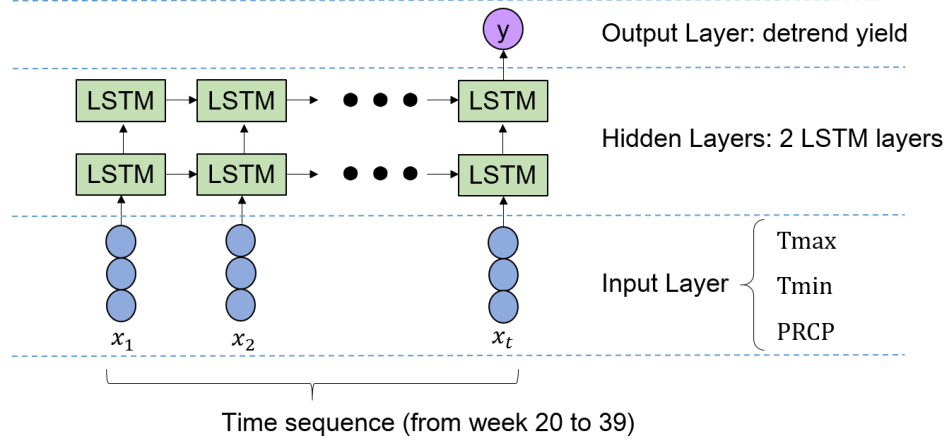 y
Output Layer: detrend yield
LSTM LSTM LSTM
Hidden Layers: 2 LSTM layers
LSTM LSTM LSTM
Tmax
Input Layer
Tmin
PRCP
x₁ x₂ xₜ
Time sequence (from week 20 to 39)